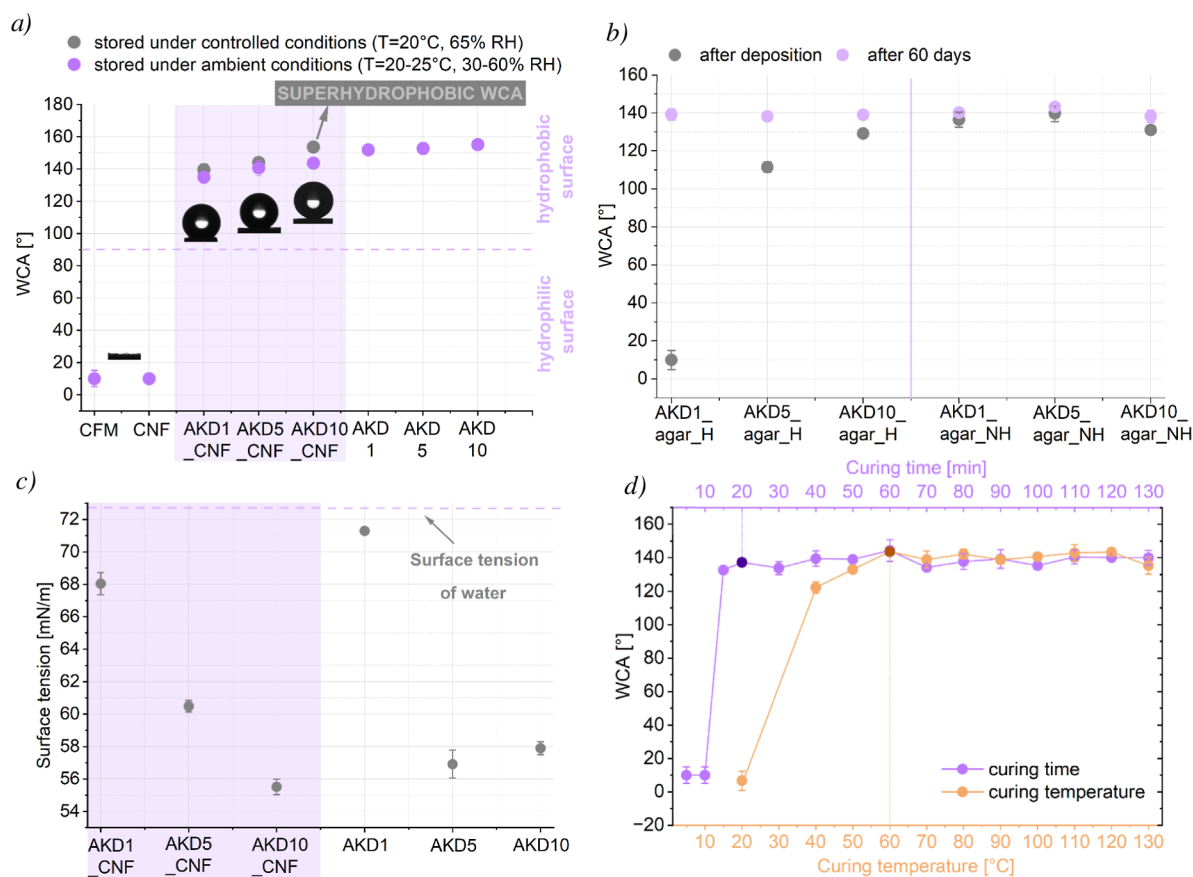 a)
stored under controlled conditions (T=20°C, 65% RH)
stored under ambient conditions (T=20-25°C, 30-60% RH)
SUPERHYDROPHOBIC WCA
180
160
140
120
100
80
60
40
20
0
WCA [°]
hydrophobic
surface
hydrophilic
surface
CFM
CNF
AKD1
_CNF
AKD5
_CNF
AKD10
_CNF
AKD
1
AKD
5
AKD
10
b)
after deposition
after 60 days
160
140
120
100
80
60
40
20
0
WCA [°]
AKD1_
agar_H
AKD5_
agar_H
AKD10_
agar_H
AKD1_
agar_NH
AKD5_
agar_NH
AKD10_
agar_NH
c)
72
70
68
66
64
62
60
58
56
54
Surface tension [mN/m]
Surface tension
of water
AKD1
_CNF
AKD5
_CNF
AKD10
_CNF
AKD1
AKD5
AKD10
d)
Curing time [min]
10 20 30 40 50 60 70 80 90 100 110 120 130
160
140
120
100
80
60
40
20
0
−20
WCA [°]
curing time
curing temperature
10 20 30 40 50 60 70 80 90 100 110 120 130
Curing temperature [°C]